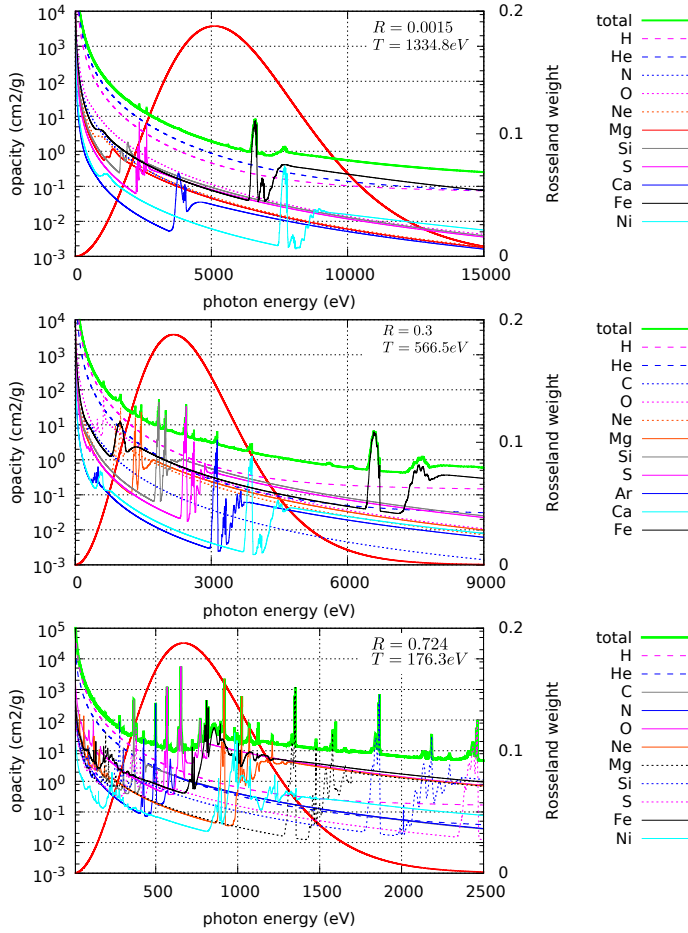 opacity (cm2/g)
10^4
10^3
10^2
10^1
10^0
10^-1
10^-2
10^-3
0
5000
10000
15000
photon energy (eV)
R = 0.0015
T = 1334.8eV
0.2
0.1
0
Rosseland weight
total
H
He
N
O
Ne
Mg
Si
S
Ca
Fe
Ni
opacity (cm2/g)
10^4
10^3
10^2
10^1
10^0
10^-1
10^-2
10^-3
0
3000
6000
9000
photon energy (eV)
R = 0.3
T = 566.5eV
0.2
0.1
0
Rosseland weight
total
H
He
C
O
Ne
Mg
Si
S
Ar
Ca
Fe
opacity (cm2/g)
10^5
10^4
10^3
10^2
10^1
10^0
10^-1
10^-2
10^-3
500
1000
1500
2000
2500
photon energy (eV)
R = 0.724
T = 176.3eV
0.2
0.1
0
Rosseland weight
total
H
He
C
N
O
Ne
Mg
Si
S
Fe
Ni